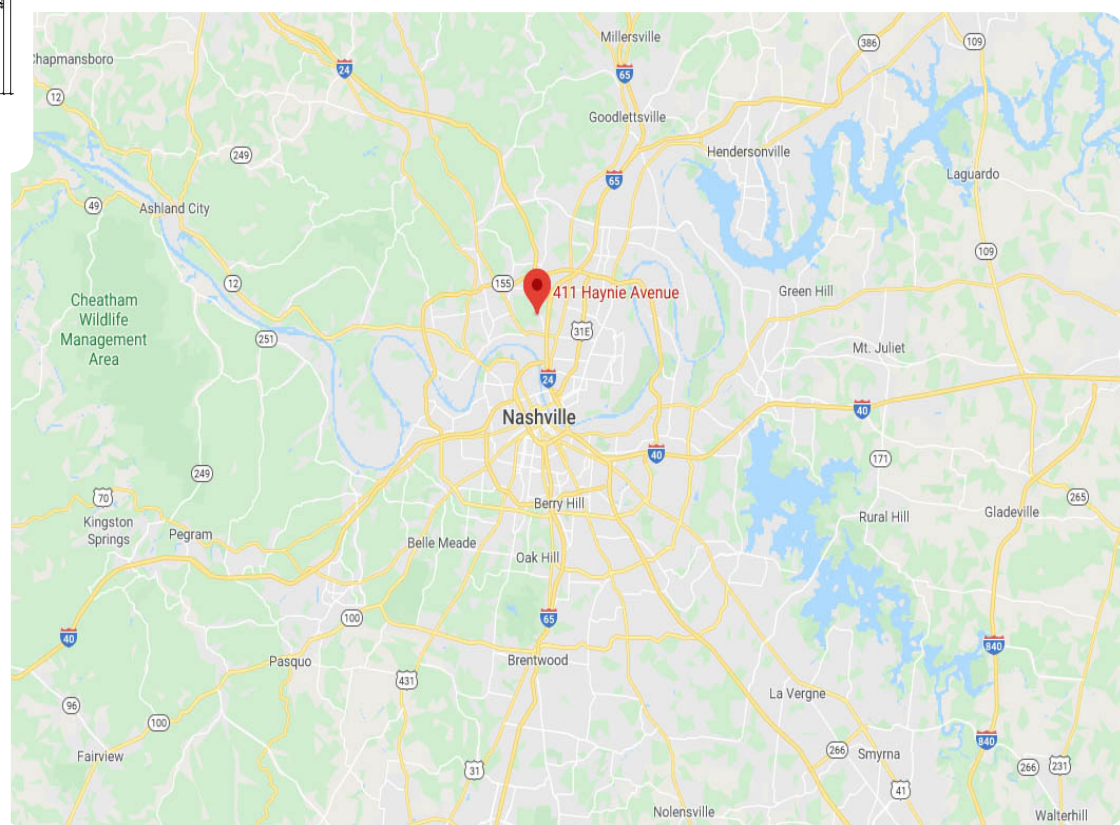 Millersville
Chapmansboro
386
109
24
65
12
Goodlettsville
Hendersonville
249
65
Laguardo
49
Ashland City
109
155
12
411 Haynie Avenue
Green Hill
Cheatham
Wildlife
Management
Area
31E
251
Mt. Juliet
24
40
Nashville
40
171
249
70
265
Kingston
Springs
Berry Hill
Gladeville
Rural Hill
Pegram
Belle Meade
Oak Hill
100
65
40
840
Pasquo
Brentwood
431
La Vergne
96
100
840
Fairview
266
Smyrna
31
266
231
41
Nolensville
Walterhill